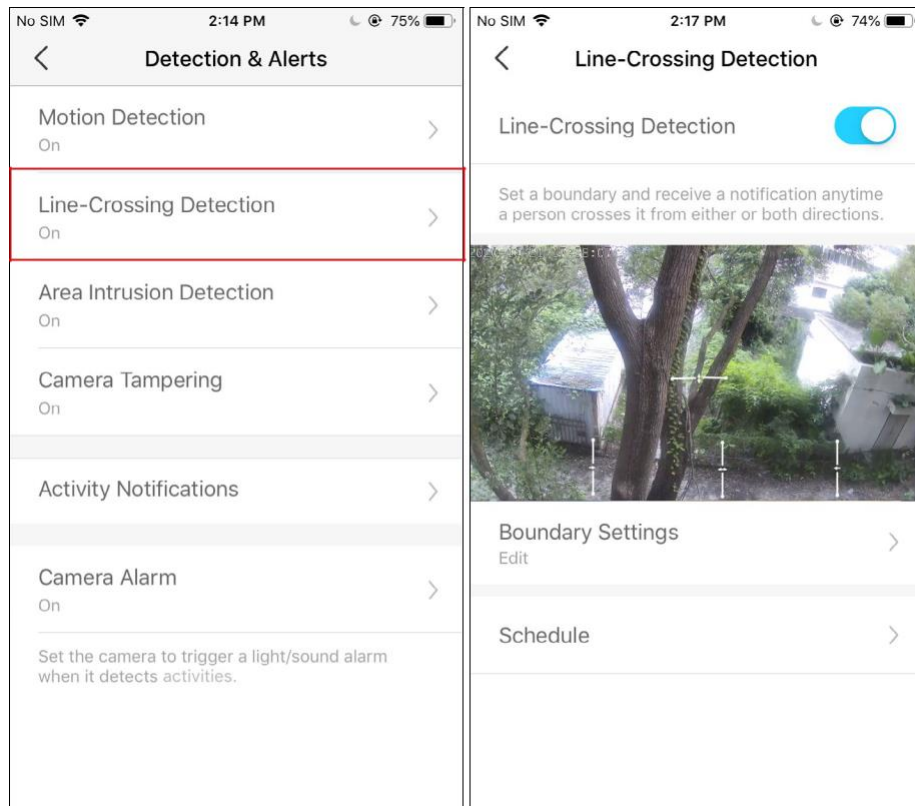 No SIM 2:14 PM 75%
Detection & Alerts
Motion Detection
On
Line-Crossing Detection
On
Area Intrusion Detection
On
Camera Tampering
On
Activity Notifications
Camera Alarm
On
Set the camera to trigger a light/sound alarm
when it detects activities.
No SIM 2:17 PM 74%
Line-Crossing Detection
Line-Crossing Detection
Set a boundary and receive a notification anytime
a person crosses it from either or both directions.
Boundary Settings
Edit
Schedule